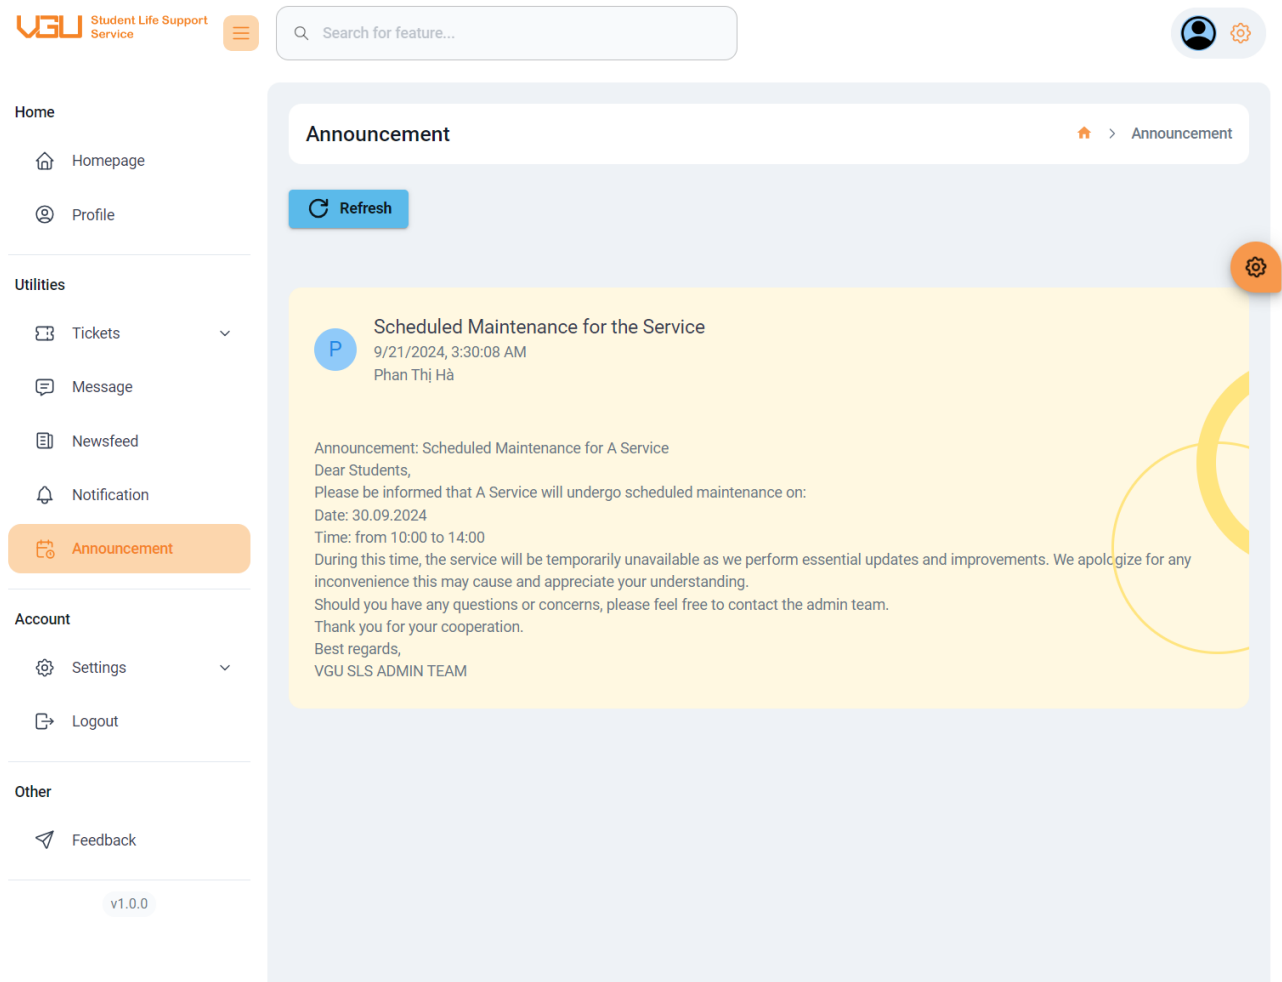 VGU Student Life Support
Service
Search for feature...
Home
Homepage
Profile
Utilities
Tickets
Message
Newsfeed
Notification
Announcement
Account
Settings
Logout
Other
Feedback
v1.0.0
Announcement
Announcement
Refresh
P
Scheduled Maintenance for the Service
9/21/2024, 3:30:08 AM
Phan Thị Hà
Announcement: Scheduled Maintenance for A Service
Dear Students,
Please be informed that A Service will undergo scheduled maintenance on:
Date: 30.09.2024
Time: from 10:00 to 14:00
During this time, the service will be temporarily unavailable as we perform essential updates and improvements. We apologize for any
inconvenience this may cause and appreciate your understanding.
Should you have any questions or concerns, please feel free to contact the admin team.
Thank you for your cooperation.
Best regards,
VGU SLS ADMIN TEAM